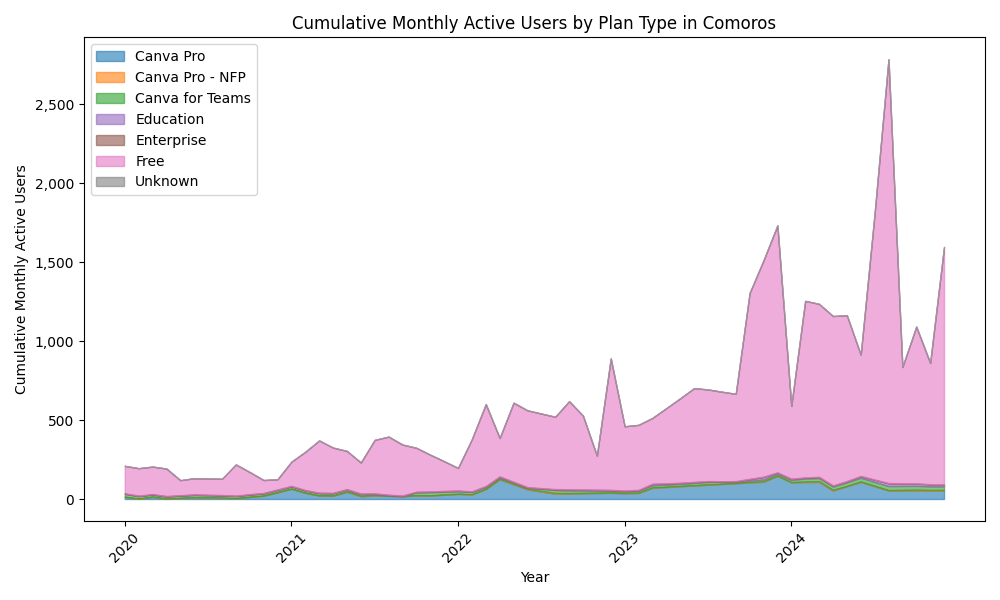 Cumulative Monthly Active Users by Plan Type in Comoros
Canva Pro
Canva Pro - NFP
Canva for Teams
Education
Enterprise
Free
Unknown
Cumulative Monthly Active Users
2,500
2,000
1,500
1,000
500
0
2020
2021
2022
2023
2024
Year